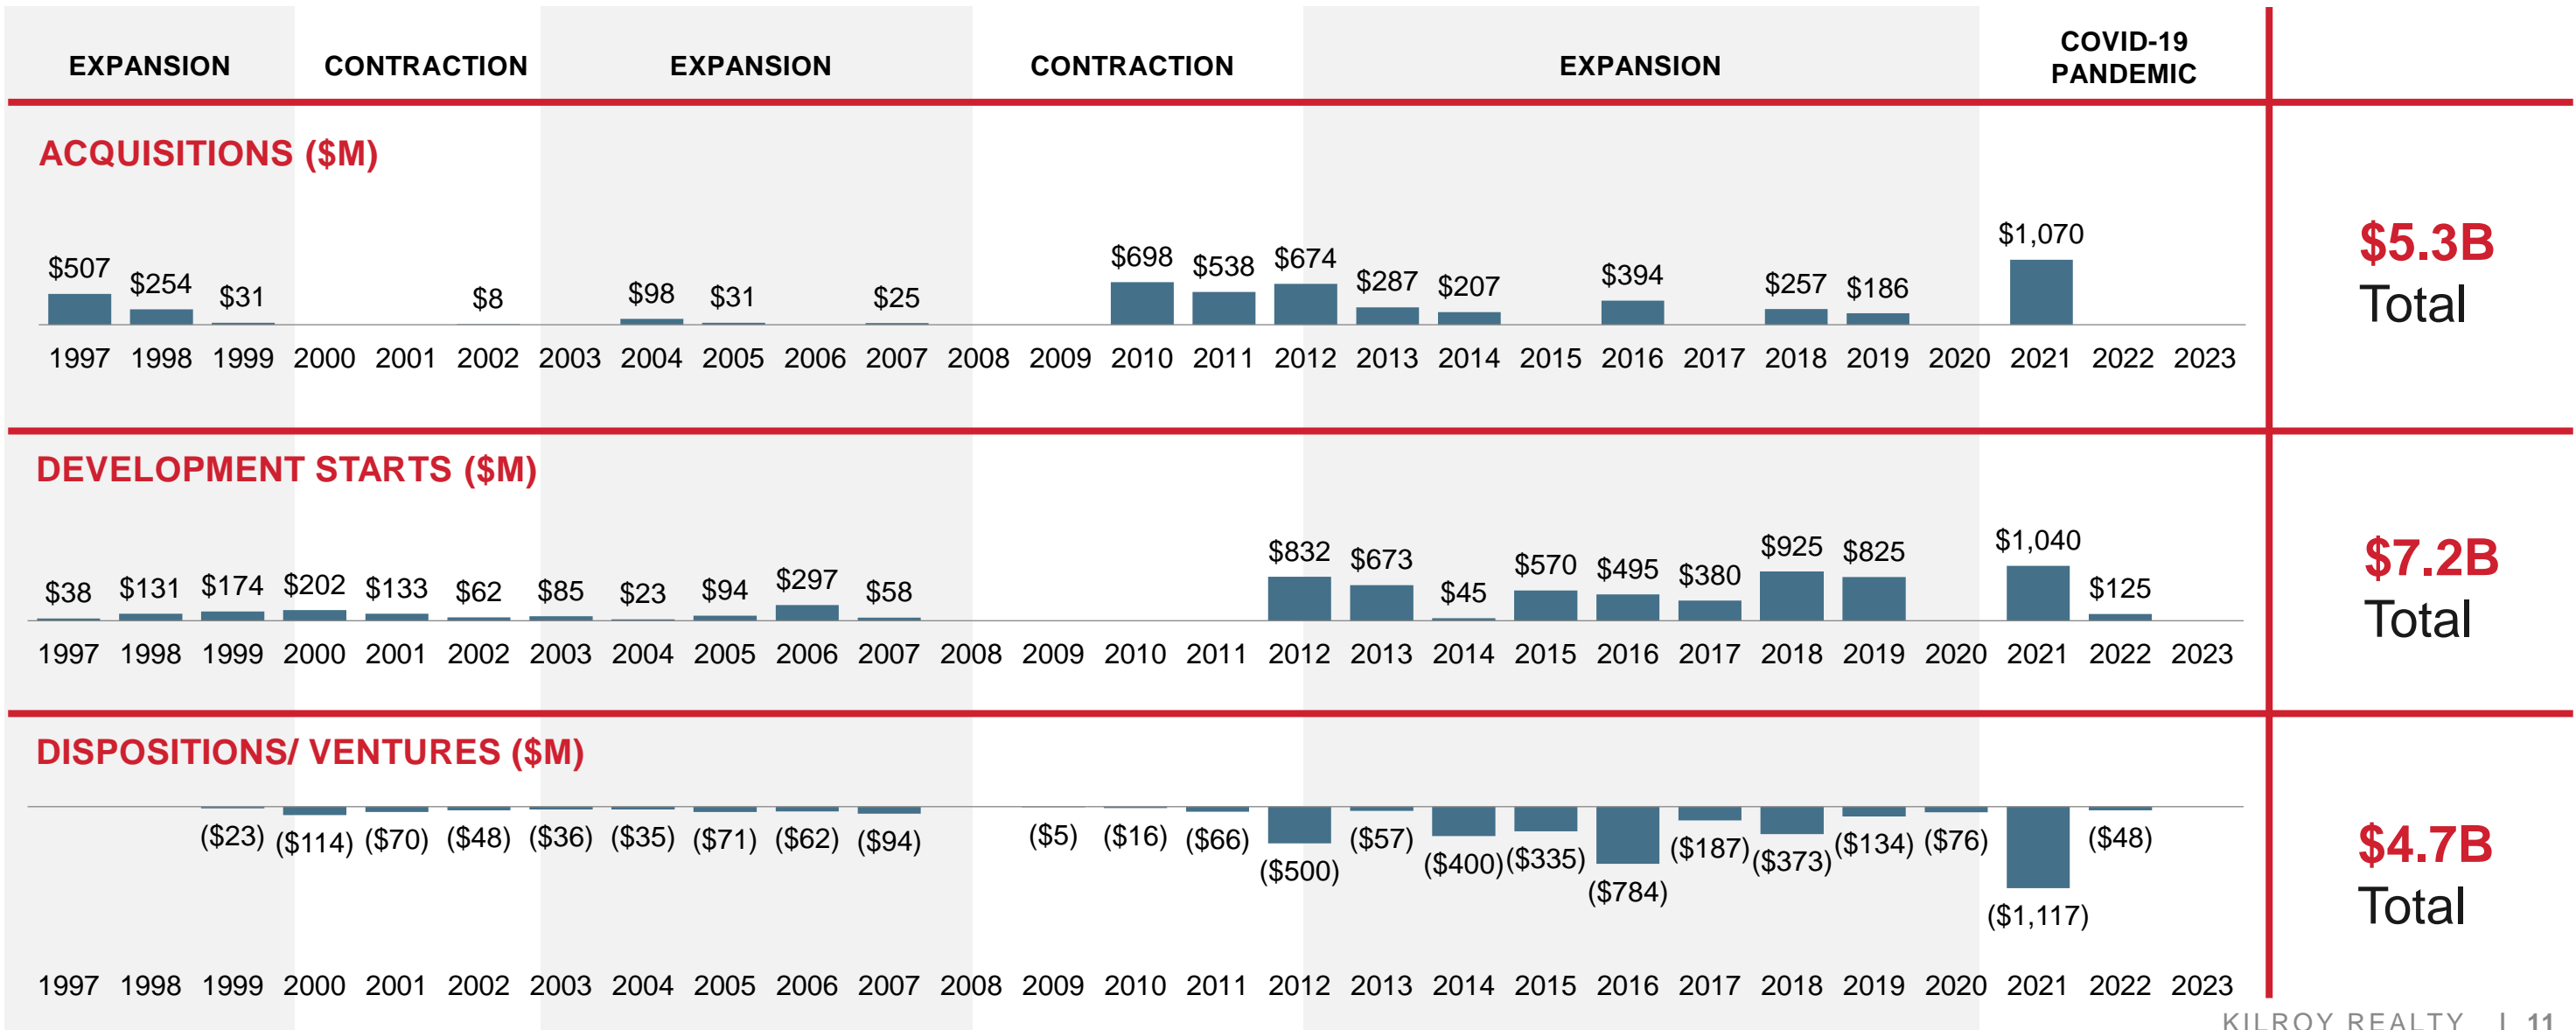 EXPANSION CONTRACTION EXPANSION CONTRACTION EXPANSION COVID-19
PANDEMIC
ACQUISITIONS ($M)
$507 $254 $31 $8 $98 $31 $25 $698 $538 $674 $287 $207 $394 $257 $186 $1,070
1997 1998 1999 2000 2001 2002 2003 2004 2005 2006 2007 2008 2009 2010 2011 2012 2013 2014 2015 2016 2017 2018 2019 2020 2021 2022 2023
$5.3B
Total
DEVELOPMENT STARTS ($M)
$38 $131 $174 $202 $133 $62 $85 $23 $94 $297 $58 $832 $673 $45 $570 $495 $380 $925 $825 $1,040 $125
1997 1998 1999 2000 2001 2002 2003 2004 2005 2006 2007 2008 2009 2010 2011 2012 2013 2014 2015 2016 2017 2018 2019 2020 2021 2022 2023
$7.2B
Total
DISPOSITIONS/ VENTURES ($M)
($23) ($114) ($70) ($48) ($36) ($35) ($71) ($62) ($94) ($5) ($16) ($66) ($500) ($57) ($400) ($335) ($784) ($187) ($373) ($134) ($76) ($1,117) ($48)
1997 1998 1999 2000 2001 2002 2003 2004 2005 2006 2007 2008 2009 2010 2011 2012 2013 2014 2015 2016 2017 2018 2019 2020 2021 2022 2023
$4.7B
Total
KILROY REALTY | 11